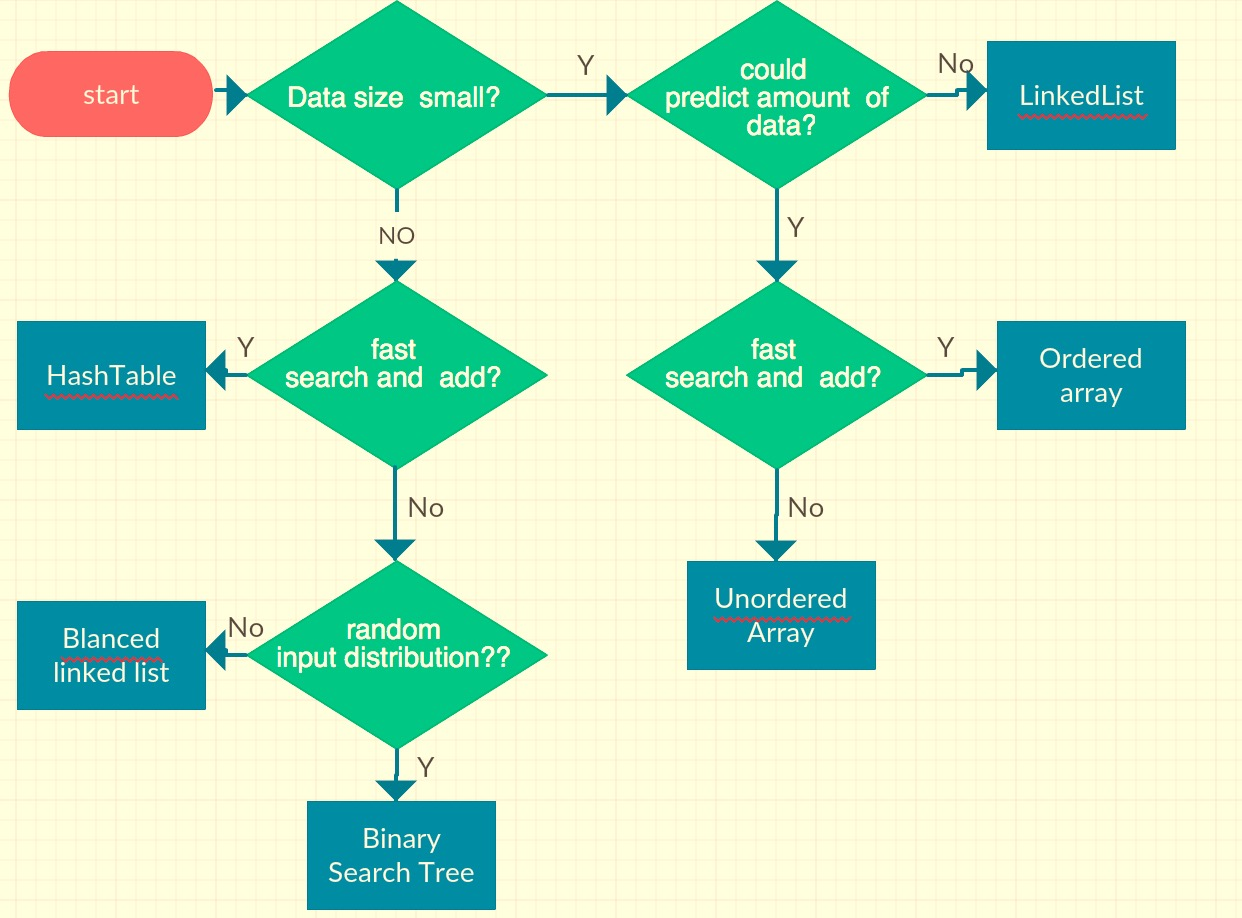 start
Data size  small?
Y
could
predict amount  of
data?
No
LinkedList
NO
Y
HashTable
Y
fast
search and  add?
fast
search and  add?
Y
Ordered
array
No
No
Blanced
linked list
No
random
input distribution??
Unordered
Array
Y
Binary
Search Tree